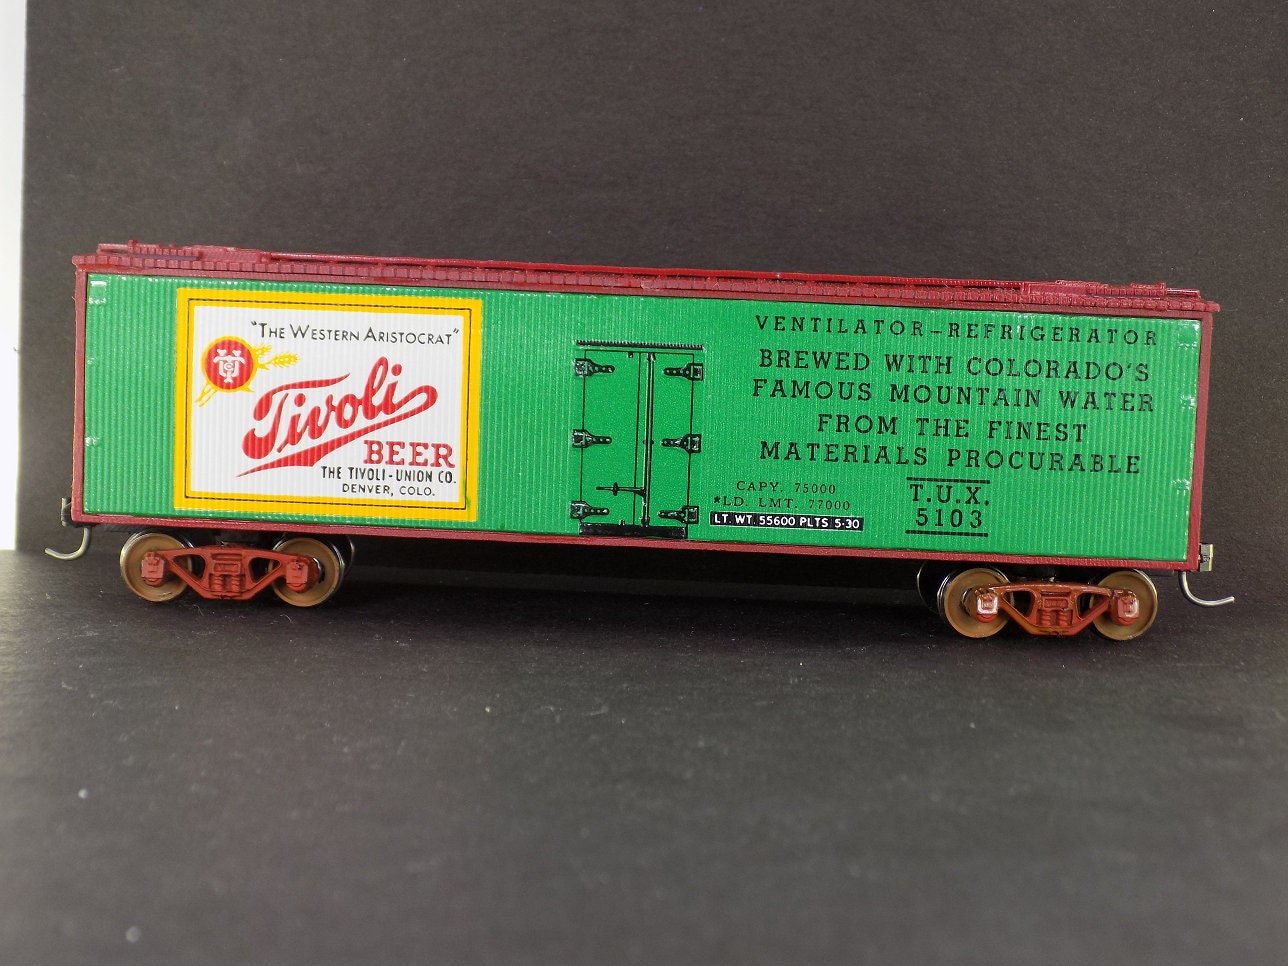 "THE WESTERN ARISTOCRAT"
Tivoli
BEER
THE TIVOLI-UNION CO.
DENVER, COLO.
VENTILATOR-REFRIGERATOR
BREWED WITH COLORADO'S
FAMOUS MOUNTAIN WATER
FROM THE FINEST
MATERIALS PROCURABLE
CAPY. 75000
*LD. LMT. 77000
LT. WT. 55600 PLTS 5-30
T.U.X.
5103